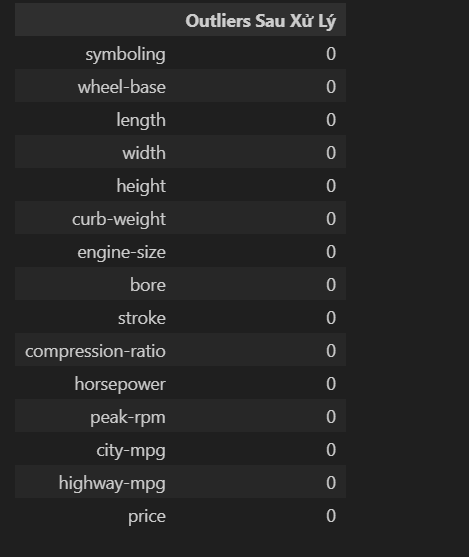 Outliers Sau Xử Lý
symboling 0
wheel-base 0
length 0
width 0
height 0
curb-weight 0
engine-size 0
bore 0
stroke 0
compression-ratio 0
horsepower 0
peak-rpm 0
city-mpg 0
highway-mpg 0
price 0